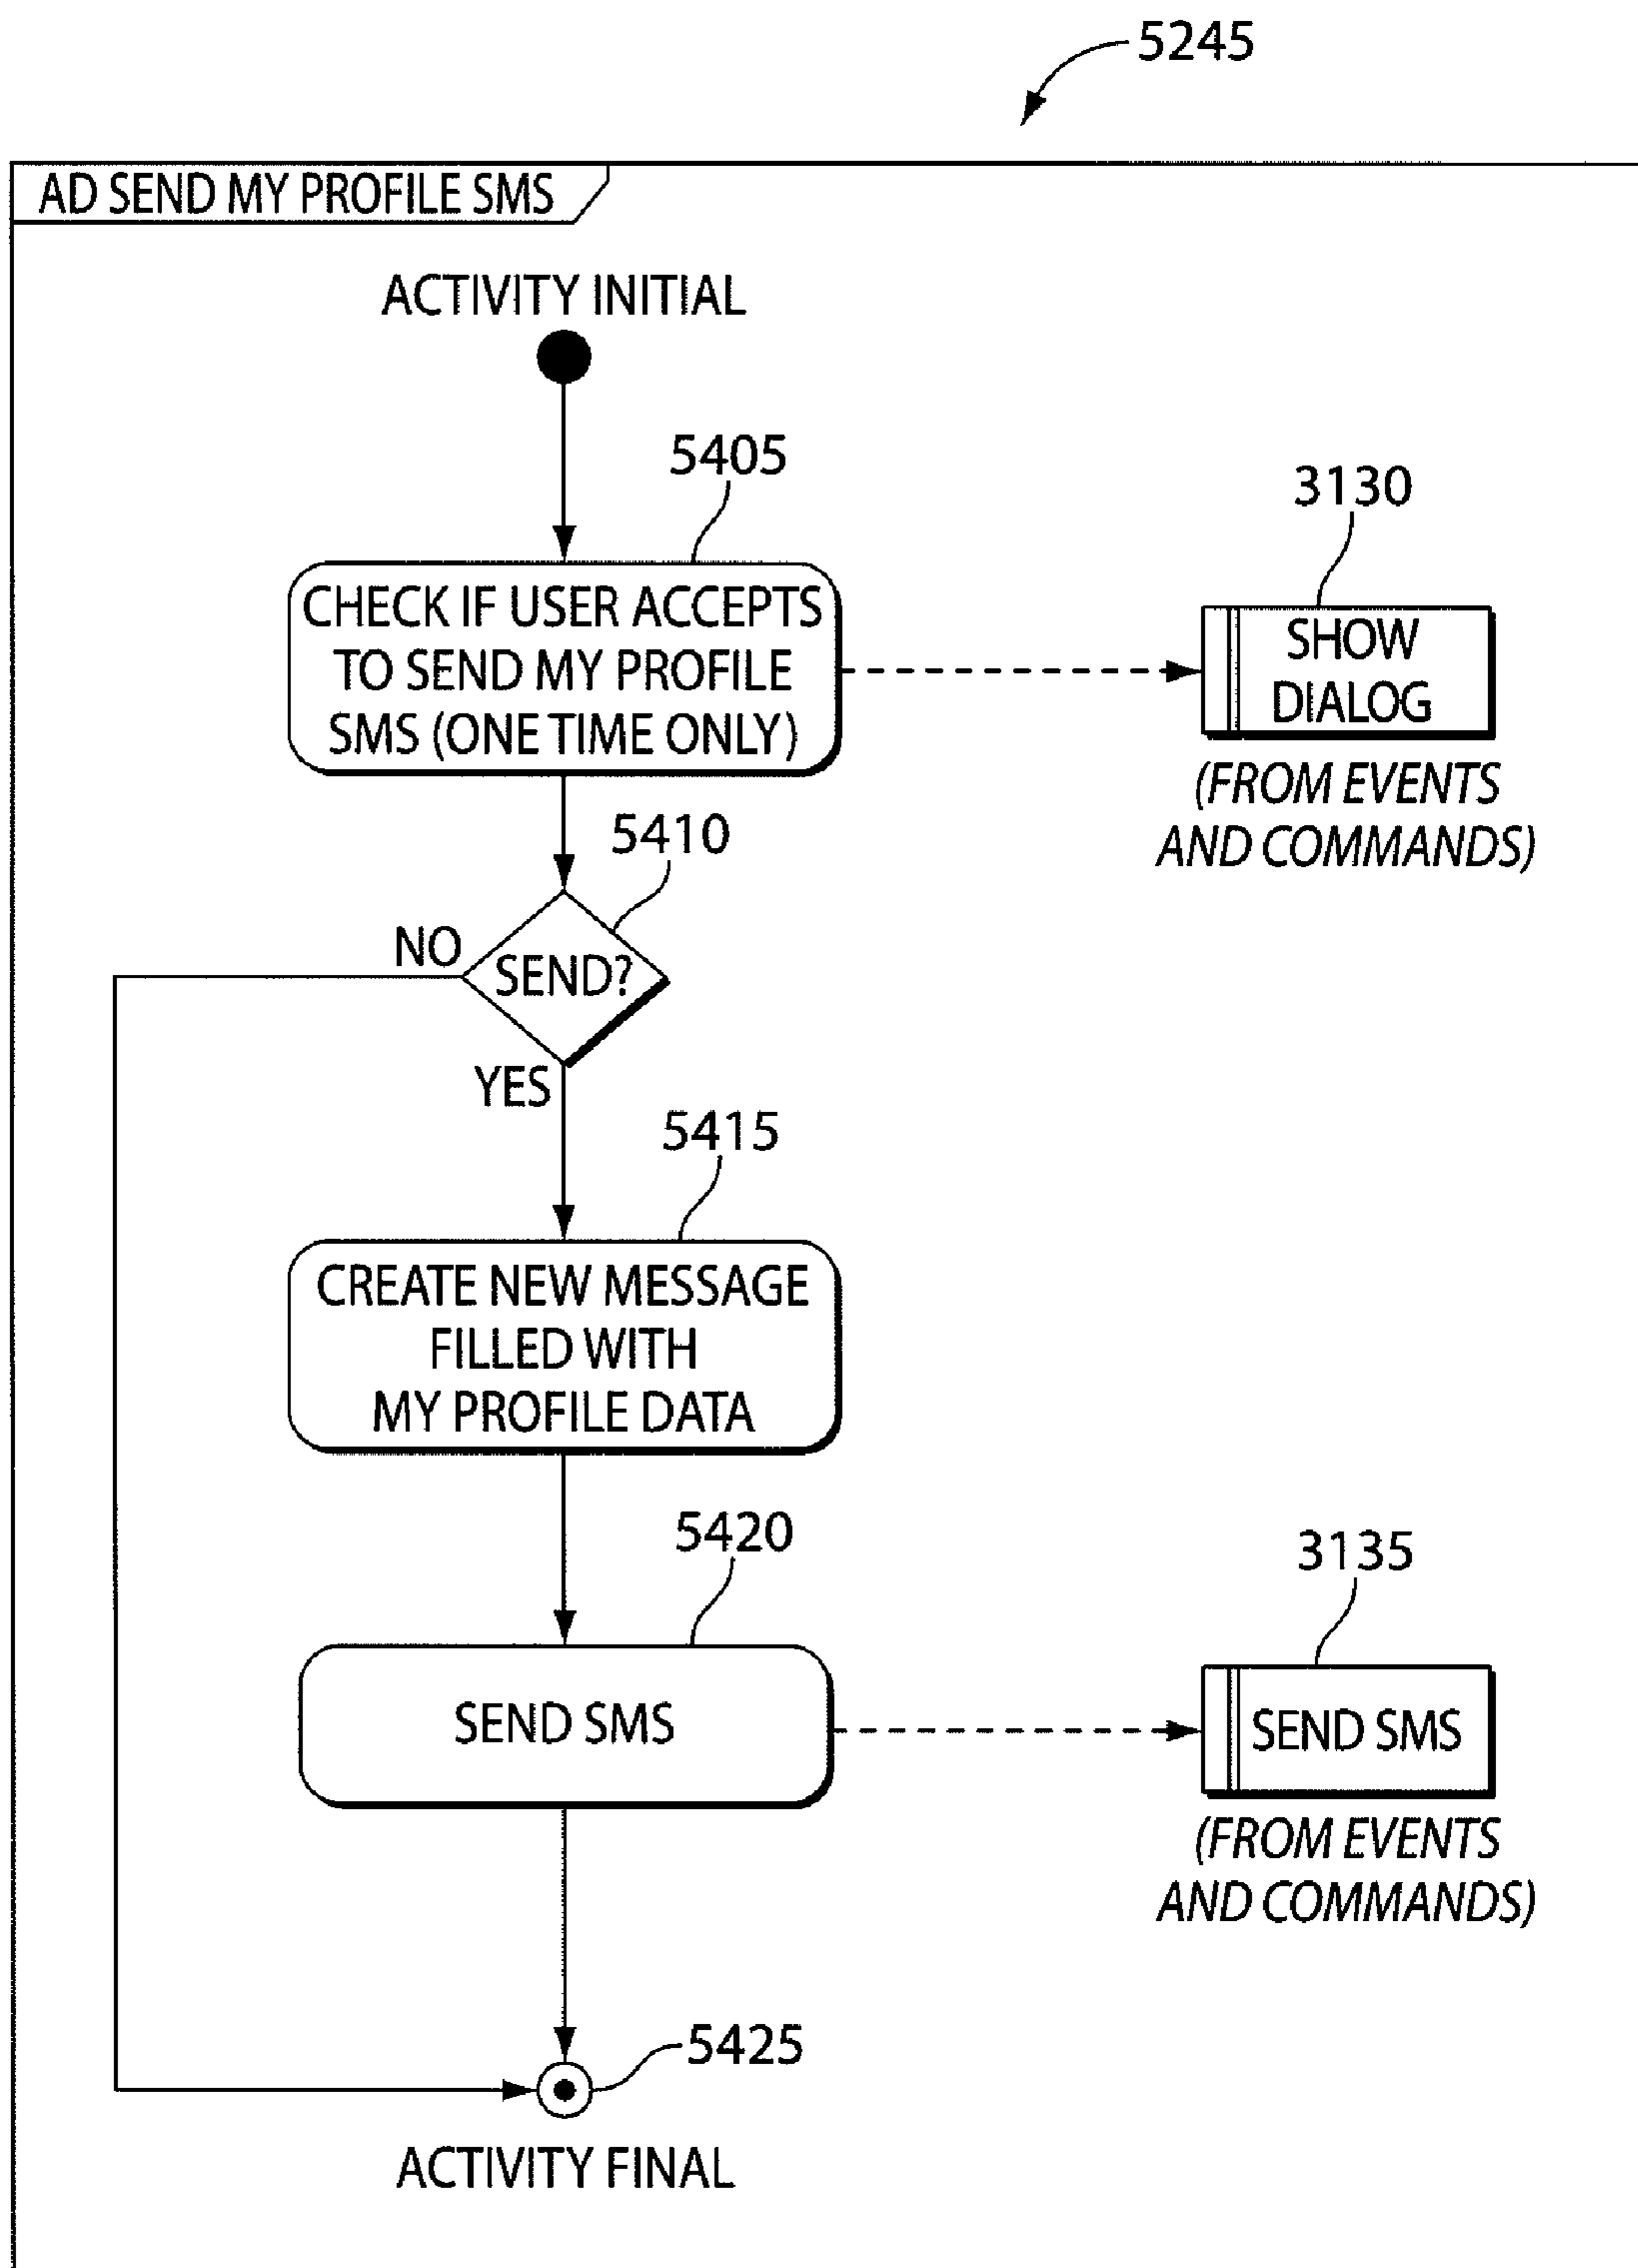 5245
AD SEND MY PROFILE SMS
ACTIVITY INITIAL
5405
CHECK IF USER ACCEPTS
TO SEND MY PROFILE
SMS (ONE TIME ONLY)
3130
SHOW
DIALOG
(FROM EVENTS
AND COMMANDS)
5410
NO
SEND?
YES
5415
CREATE NEW MESSAGE
FILLED WITH
MY PROFILE DATA
5420
SEND SMS
3135
SEND SMS
(FROM EVENTS
AND COMMANDS)
5425
ACTIVITY FINAL